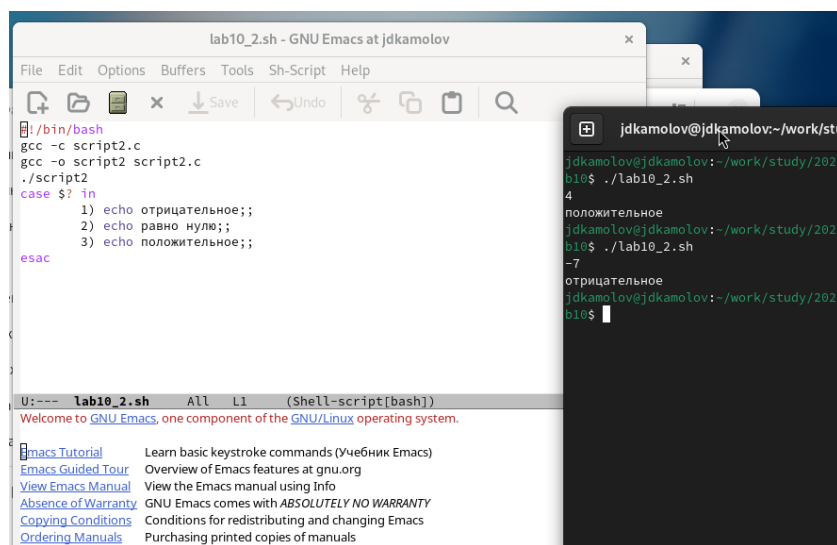 lab10_2.sh - GNU Emacs at jdkamolov
File Edit Options Buffers Tools Sh-Script Help
Save Undo
#!/bin/bash
gcc -c script2.c
gcc -o script2 script2.c
./script2
case $? in
1) echo отрицательное;;
2) echo равно нулю;;
3) echo положительное;;
esac
U:--- lab10_2.sh All L1 (Shell-script[bash])
Welcome to GNU Emacs, one component of the GNU/Linux operating system.
Emacs Tutorial Learn basic keystroke commands (Учебник Emacs)
Emacs Guided Tour Overview of Emacs features at gnu.org
View Emacs Manual View the Emacs manual using Info
Absence of Warranty GNU Emacs comes with ABSOLUTELY NO WARRANTY
Copying Conditions Conditions for redistributing and changing Emacs
Ordering Manuals Purchasing printed copies of manuals
jdkamolov@jdkamolov:~/work/stu
jdkamolov@jdkamolov:~/work/study/202
b10$ ./lab10_2.sh
4
положительное
jdkamolov@jdkamolov:~/work/study/202
b10$ ./lab10_2.sh
-7
отрицательное
jdkamolov@jdkamolov:~/work/study/202
b10$